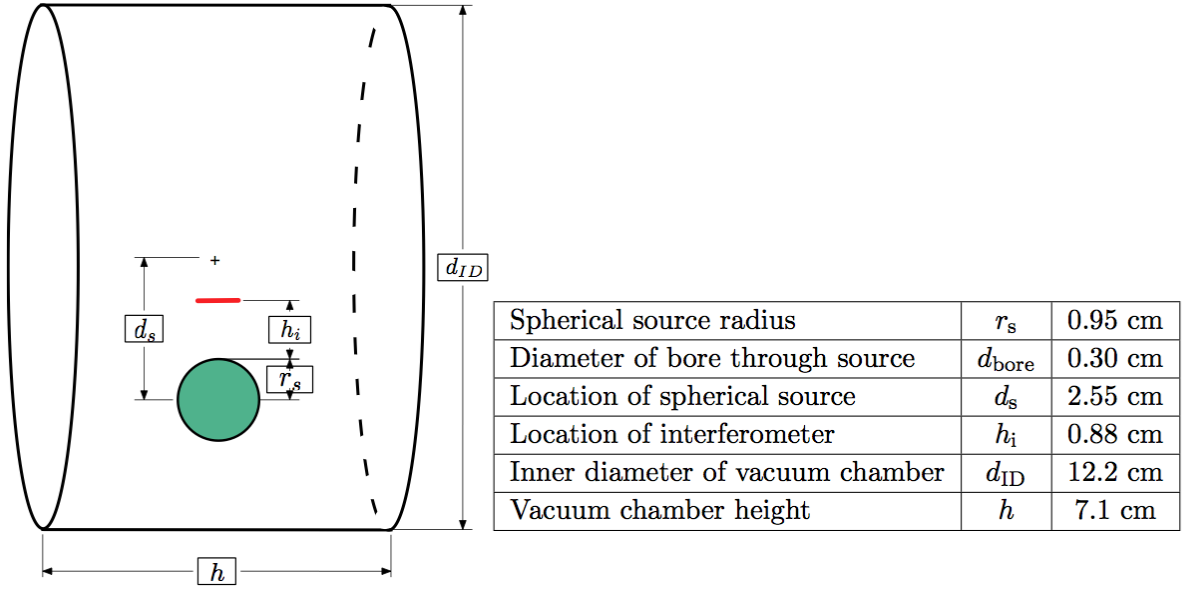 d_s
h_i
r_s
d_{ID}
h
Spherical source radius r_s 0.95 cm
Diameter of bore through source d_bore 0.30 cm
Location of spherical source d_s 2.55 cm
Location of interferometer h_i 0.88 cm
Inner diameter of vacuum chamber d_ID 12.2 cm
Vacuum chamber height h 7.1 cm